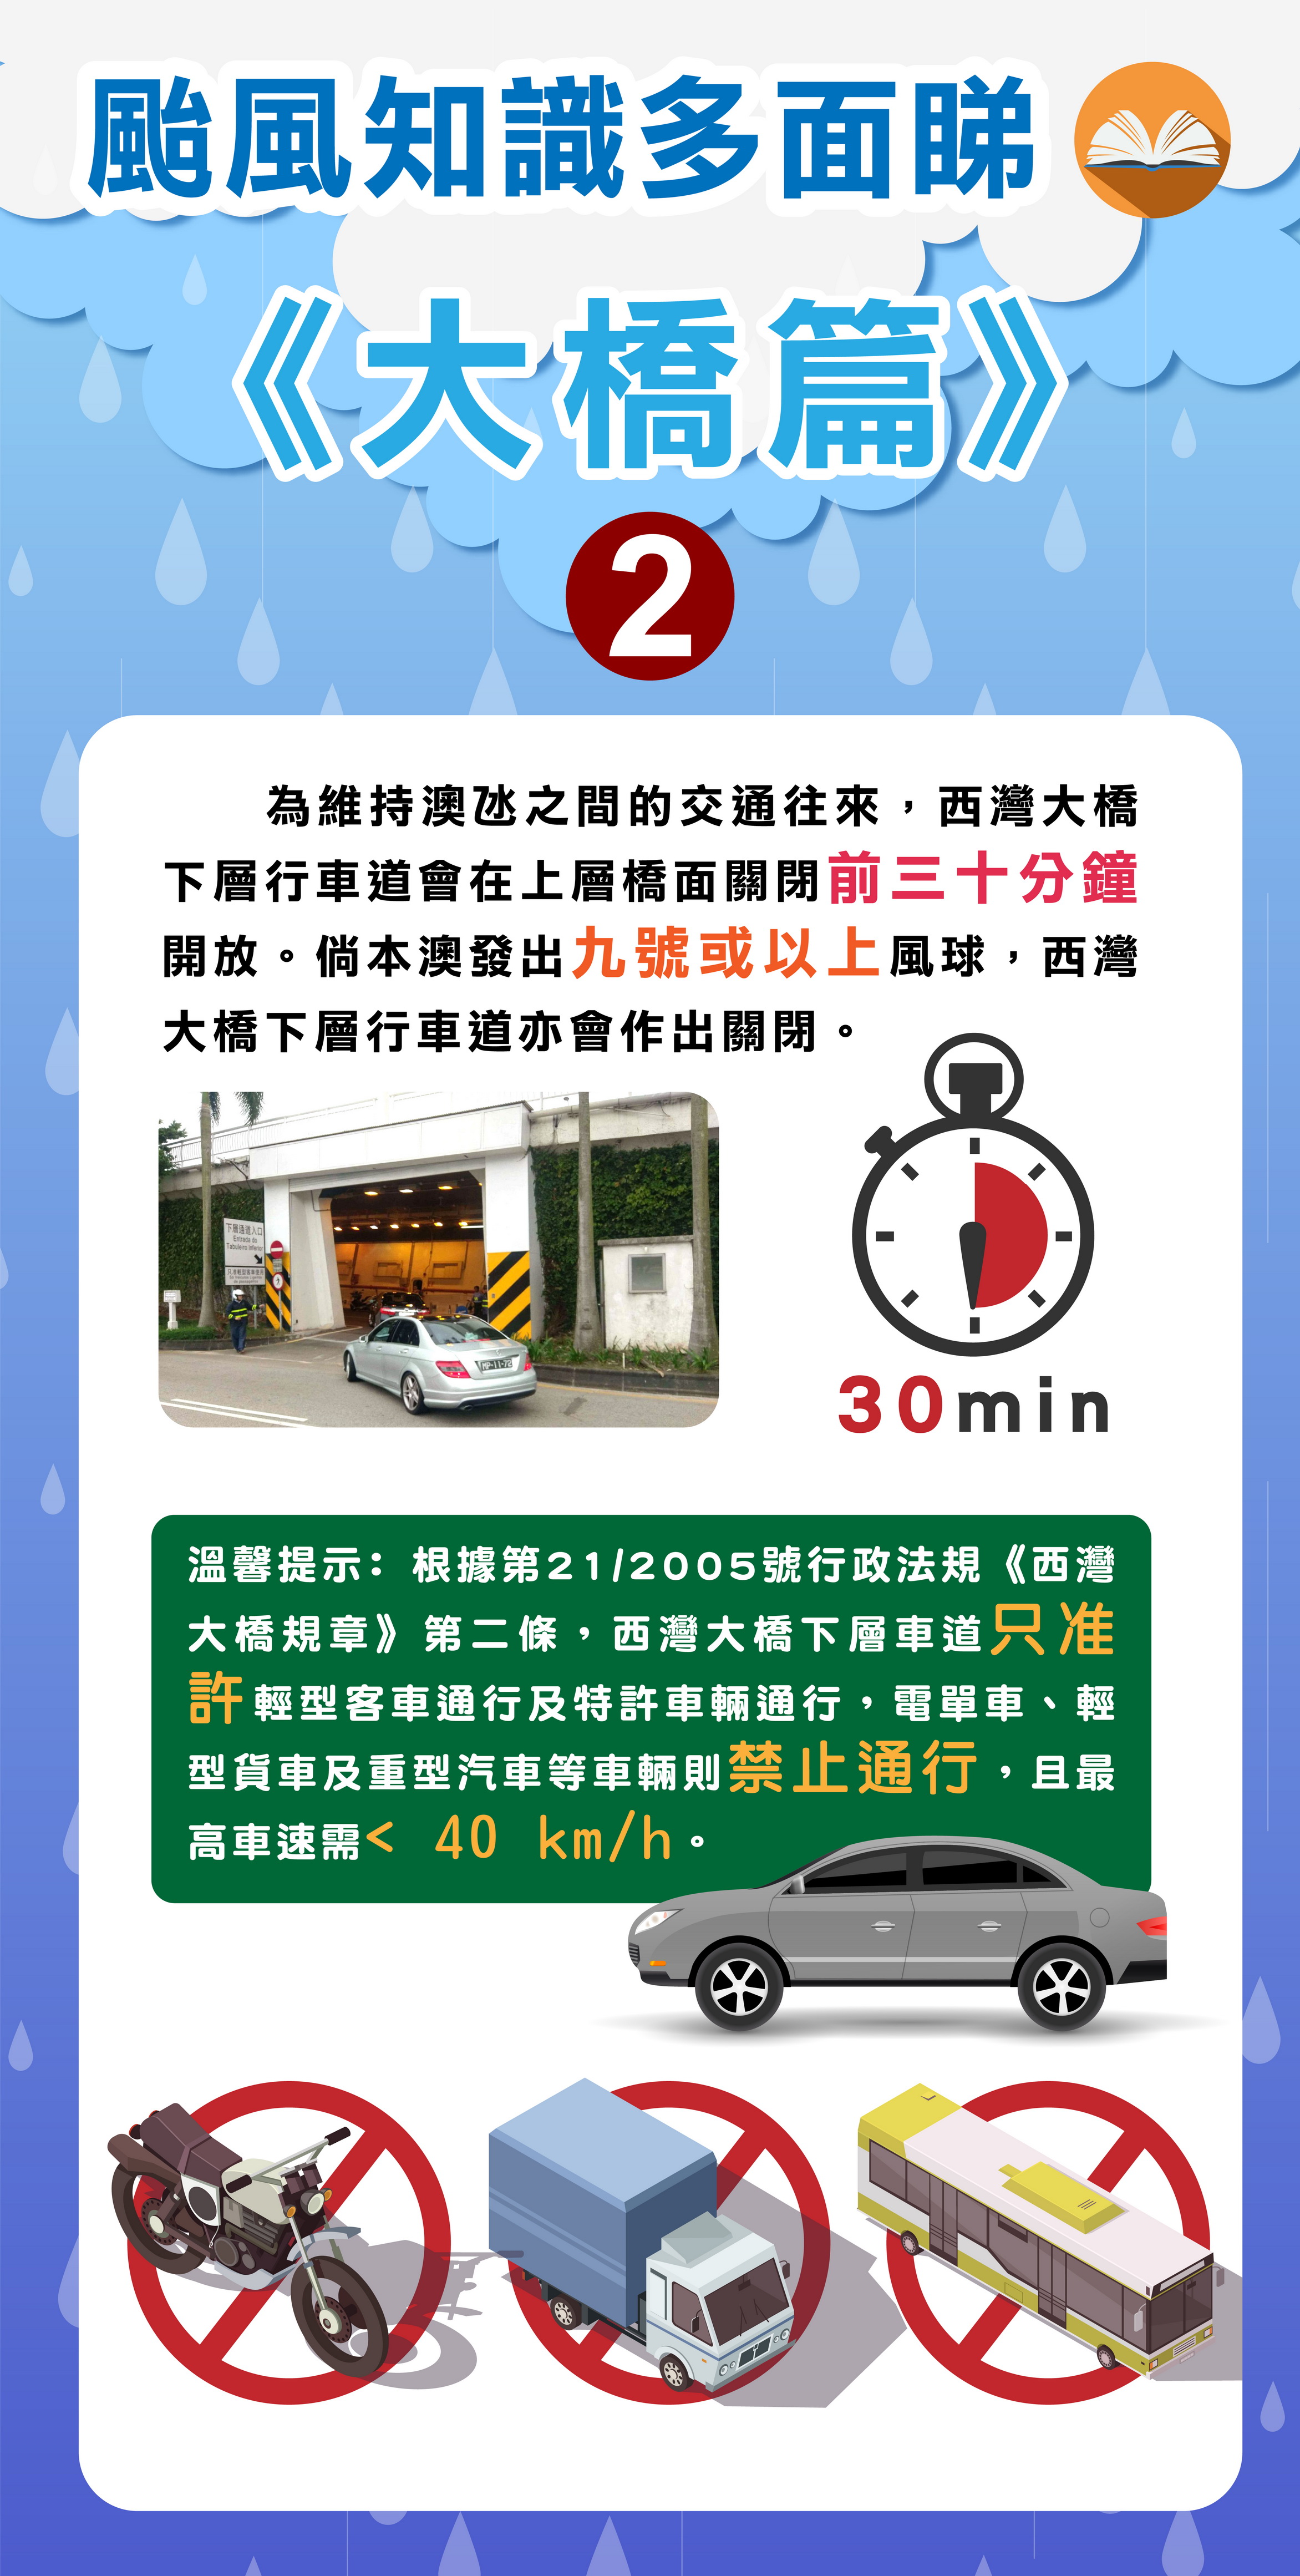 颱風知識多面睇
《大橋篇》
2
為維持澳氹之間的交通往來，西灣大橋
下層行車道會在上層橋面關閉前三十分鐘
開放。倘本澳發出九號或以上風球，西灣
大橋下層行車道亦會作出關閉。
下層通道入口
Entrada do
Tabuleiro Inferior
MP-11-72
30min
溫馨提示：根據第21/2005號行政法規《西灣
大橋規章》第二條，西灣大橋下層車道只准
許輕型客車通行及特許車輛通行，電單車、輕
型貨車及重型汽車等車輛則禁止通行，且最
高車速需< 40 km/h。